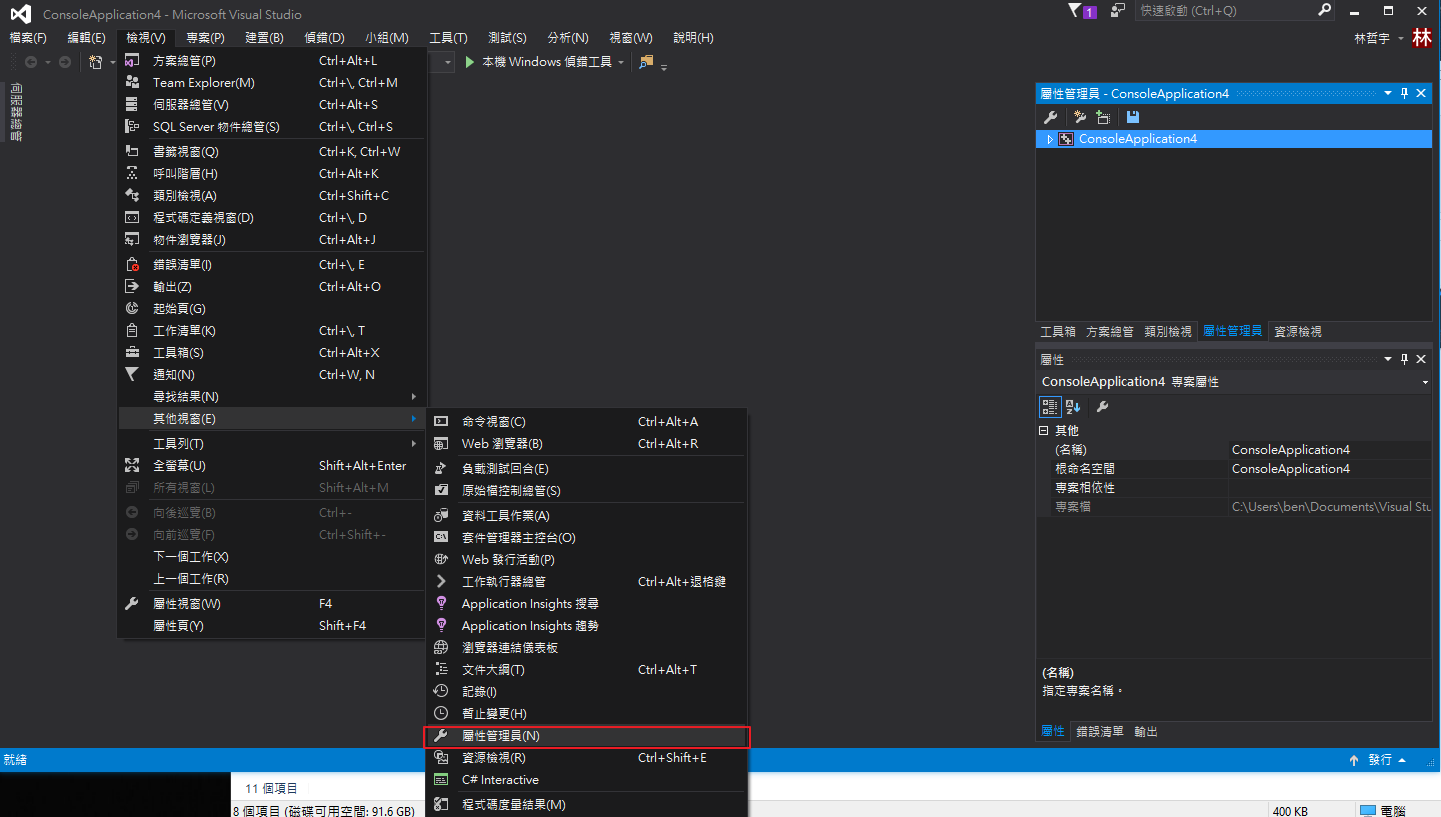 ConsoleApplication4 - Microsoft Visual Studio
1
快速啟動 (Ctrl+Q)
檔案(F) 編輯(E) 檢視(V) 專案(P) 建置(B) 偵錯(D) 小組(M) 工具(T) 測試(S) 分析(N) 視窗(W) 說明(H)
林哲宇 林
本機 Windows 偵錯工具
伺服器總管
方案總管(P) Ctrl+Alt+L
Team Explorer(M) Ctrl+\, Ctrl+M
伺服器總管(V) Ctrl+Alt+S
SQL Server 物件總管(S) Ctrl+\, Ctrl+S
書籤視窗(Q) Ctrl+K, Ctrl+W
呼叫階層(H) Ctrl+Alt+K
類別檢視(A) Ctrl+Shift+C
程式碼定義視窗(D) Ctrl+\, D
物件瀏覽器(J) Ctrl+Alt+J
錯誤清單(I) Ctrl+\, E
輸出(Z) Ctrl+Alt+O
起始頁(G)
工作清單(K) Ctrl+\, T
工具箱(S) Ctrl+Alt+X
通知(N) Ctrl+W, N
尋找結果(N)
其他視窗(E)
工具列(T)
全螢幕(U) Shift+Alt+Enter
所有視窗(L) Shift+Alt+M
向後巡覽(B) Ctrl+-
向前巡覽(F) Ctrl+Shift+-
下一個工作(X)
上一個工作(R)
屬性視窗(W) F4
屬性頁(Y) Shift+F4
命令視窗(C) Ctrl+Alt+A
Web 瀏覽器(B) Ctrl+Alt+R
負載測試回合(E)
原始檔控制總管(S)
資料工具作業(A)
套件管理器主控台(O)
Web 發行活動(P)
工作執行器總管 Ctrl+Alt+退格鍵
Application Insights 搜尋
Application Insights 趨勢
瀏覽器連結儀表板
文件大綱(T) Ctrl+Alt+T
記錄(I)
暫止變更(H)
屬性管理員(N)
資源檢視(R) Ctrl+Shift+E
C# Interactive
程式碼度量結果(M)
屬性管理員 - ConsoleApplication4
ConsoleApplication4
工具箱 方案總管 類別檢視 屬性管理員 資源檢視
屬性
ConsoleApplication4 專案屬性
其他
(名稱) ConsoleApplication4
根命名空間 ConsoleApplication4
專案相依性
專案檔 C:\Users\ben\Documents\Visual Stu
(名稱)
指定專案名稱。
屬性 錯誤清單 輸出
就緒
發行
11 個項目
8 個項目 (磁碟可用空間: 91.6 GB)
400 KB
電腦